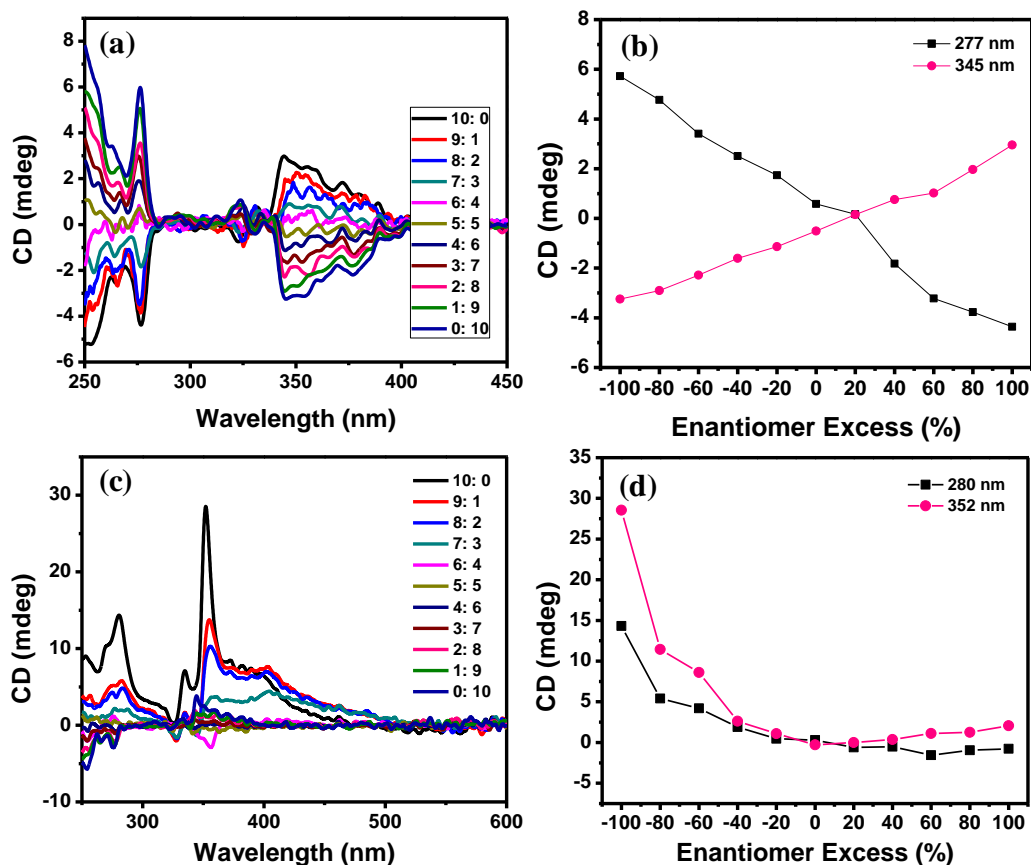 (a)
CD (mdeg)
8
6
4
2
0
-2
-4
-6
250 300 350 400 450
Wavelength (nm)
10: 0
9: 1
8: 2
7: 3
6: 4
5: 5
4: 6
3: 7
2: 8
1: 9
0: 10
(b)
CD (mdeg)
8
6
4
2
0
-2
-4
-6
-100 -80 -60 -40 -20 0 20 40 60 80 100
Enantiomer Excess (%)
277 nm
345 nm
(c)
CD (mdeg)
30
20
10
0
-10
300 400 500 600
Wavelength (nm)
10: 0
9: 1
8: 2
7: 3
6: 4
5: 5
4: 6
3: 7
2: 8
1: 9
0: 10
(d)
CD (mdeg)
35
30
25
20
15
10
5
0
-5
-100 -80 -60 -40 -20 0 20 40 60 80 100
Enantiomer Excess (%)
280 nm
352 nm